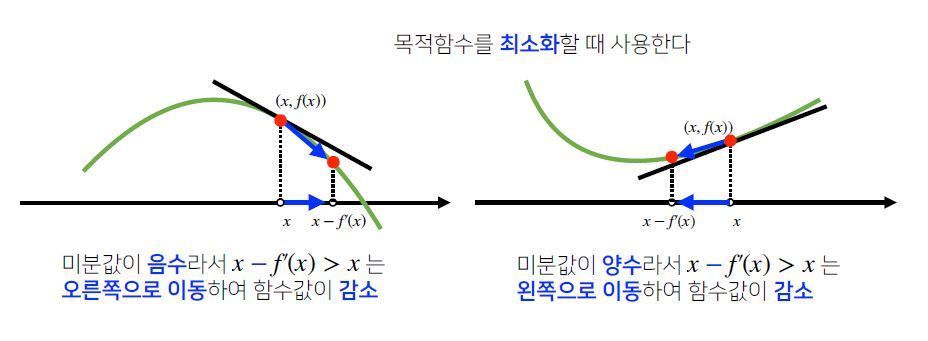 목적함수를 최소화할 때 사용한다
(x, f(x))
x
x − f′(x)
미분값이 음수라서 x − f′(x) > x 는
오른쪽으로 이동하여 함수값이 감소
(x, f(x))
x − f′(x)
x
미분값이 양수라서 x − f′(x) > x 는
왼쪽으로 이동하여 함수값이 감소